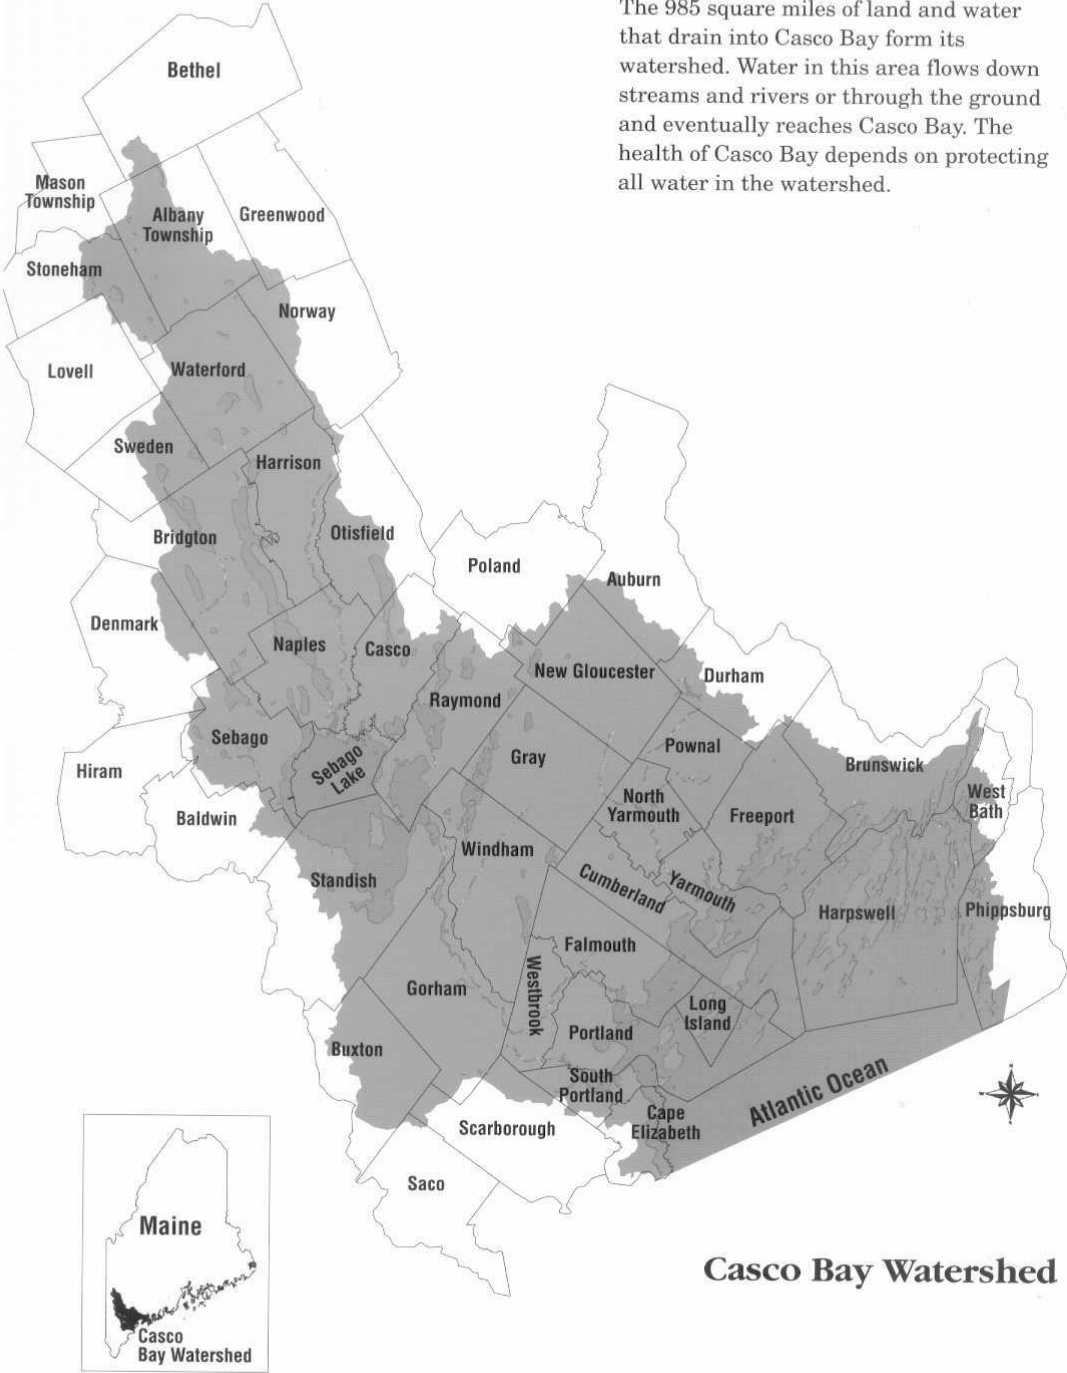 The 985 square miles of land and water
that drain into Casco Bay form its
watershed. Water in this area flows down
streams and rivers or through the ground
and eventually reaches Casco Bay. The
health of Casco Bay depends on protecting
all water in the watershed.
Bethel
Mason
Township
Albany
Township
Greenwood
Stoneham
Norway
Lovell
Waterford
Sweden
Harrison
Bridgton
Otisfield
Poland
Auburn
Denmark
Naples
Casco
New Gloucester
Durham
Raymond
Sebago
Sebago
Lake
Gray
Pownal
Hiram
Brunswick
Baldwin
North
Yarmouth
Freeport
West
Bath
Windham
Standish
Cumberland
Yarmouth
Harpswell
Phippsburg
Falmouth
Gorham
Westbrook
Long
Island
Portland
Buxton
South
Portland
Atlantic Ocean
Cape
Elizabeth
Scarborough
Saco
Maine
Casco
Bay Watershed
Casco Bay Watershed